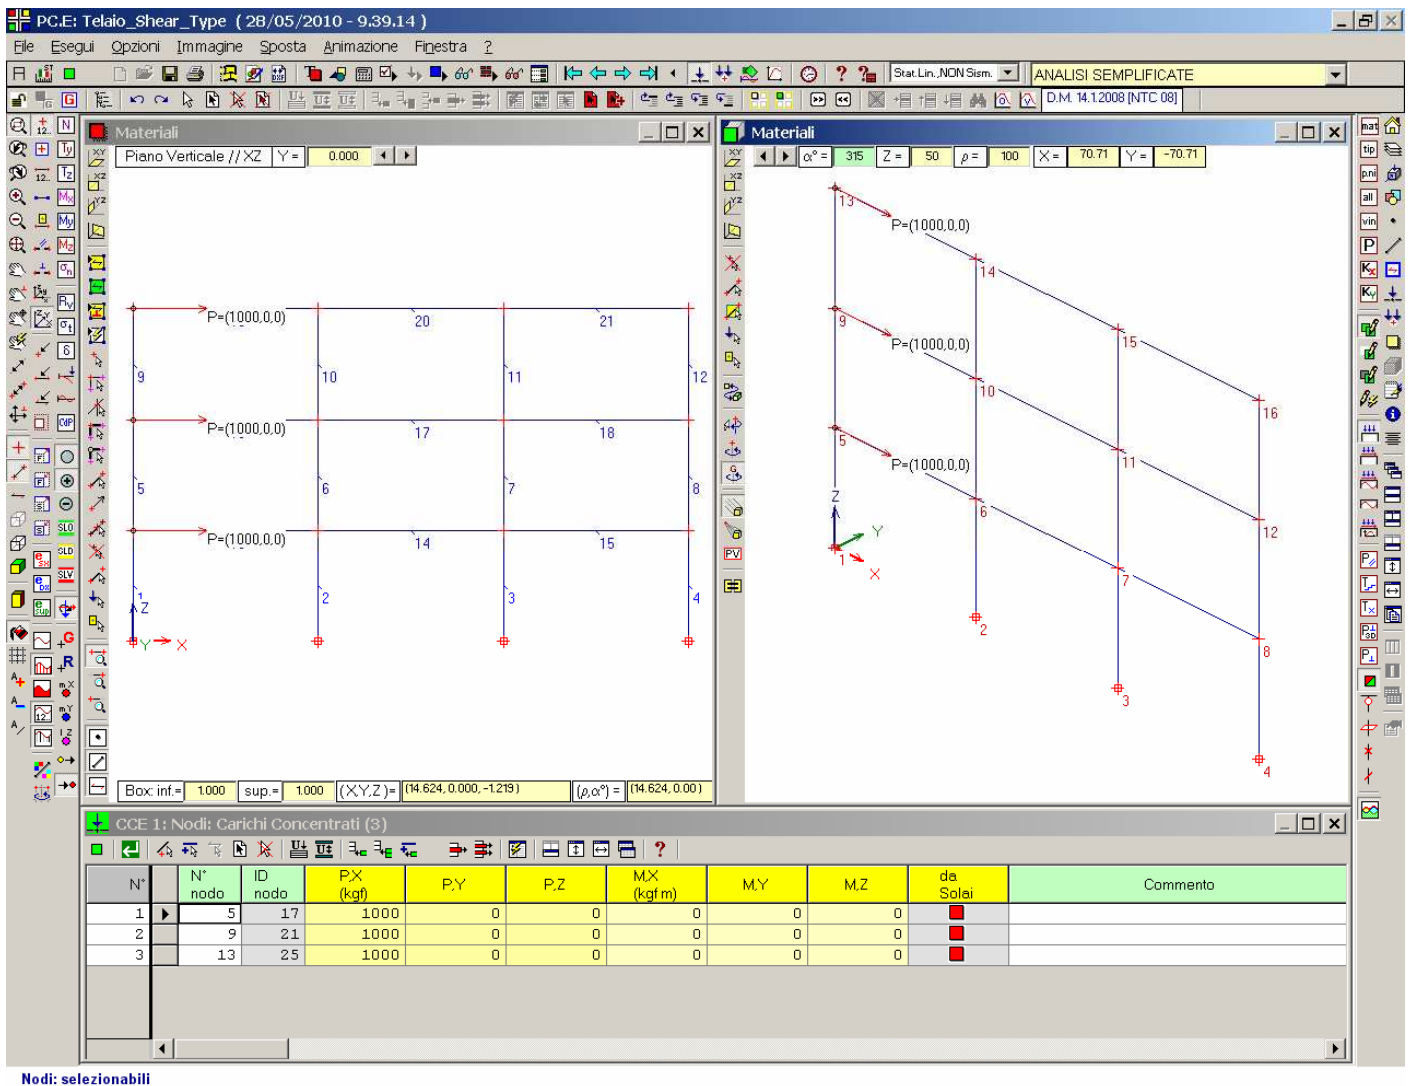 PC.E: Telaio_Shear_Type ( 28/05/2010 - 9.39.14 )
File Esegui Opzioni Immagine Sposta Animazione Finestra ?
Stat.Lin.,NON Sism.
ANALISI SEMPLIFICATE
D.M. 14.1.2008 [NTC 08]
Materiali
Piano Verticale // XZ Y = 0.000
P=(1000,0,0)
20
21
9
10
11
12
P=(1000,0,0)
17
18
5
6
7
8
P=(1000,0,0)
14
15
1
2
3
4
Z
Y
X
Box: inf.= 1.000 sup.= 1.000 (X,Y,Z )= (14.624, 0.000, -1.219 ) (ρ,α°) = (14.624, 0.00 )
Materiali
α° = 315 Z = 50 ρ = 100 X = 70.71 Y = -70.71
13
P=(1000,0,0)
14
15
16
9
P=(1000,0,0)
10
11
12
5
P=(1000,0,0)
6
7
8
Z
Y
X
1
2
3
4
CCE 1: Nodi: Carichi Concentrati (3)
N° N° nodo ID nodo P,X (kgf) P,Y P,Z M,X (kgf m) M,Y M,Z da Solai Commento
1 5 17 1000 0 0 0 0 0
2 9 21 1000 0 0 0 0 0
3 13 25 1000 0 0 0 0 0
Nodi: selezionabili